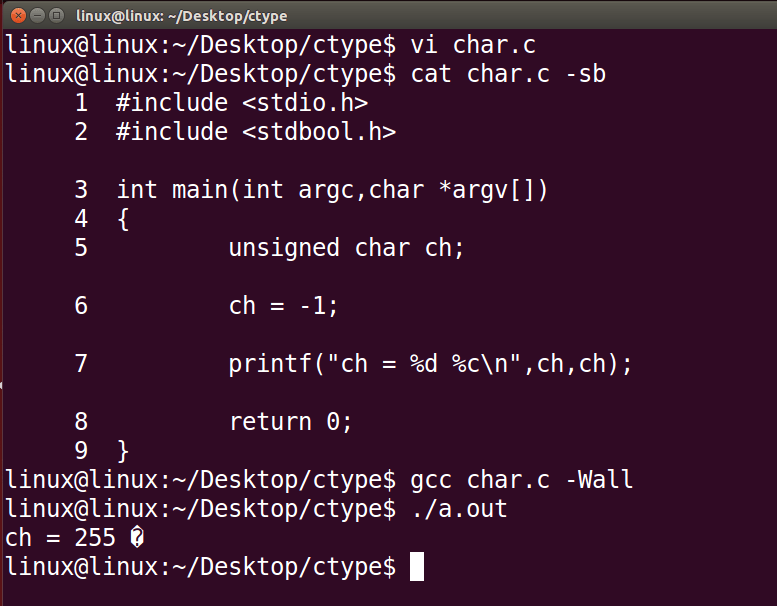 linux@linux: ~/Desktop/ctype
linux@linux:~/Desktop/ctype$ vi char.c
linux@linux:~/Desktop/ctype$ cat char.c -sb
     1  #include <stdio.h>
     2  #include <stdbool.h>

     3  int main(int argc,char *argv[])
     4  {
     5          unsigned char ch;

     6          ch = -1;

     7          printf("ch = %d %c\n",ch,ch);

     8          return 0;
     9  }
linux@linux:~/Desktop/ctype$ gcc char.c -Wall
linux@linux:~/Desktop/ctype$ ./a.out
ch = 255 �
linux@linux:~/Desktop/ctype$